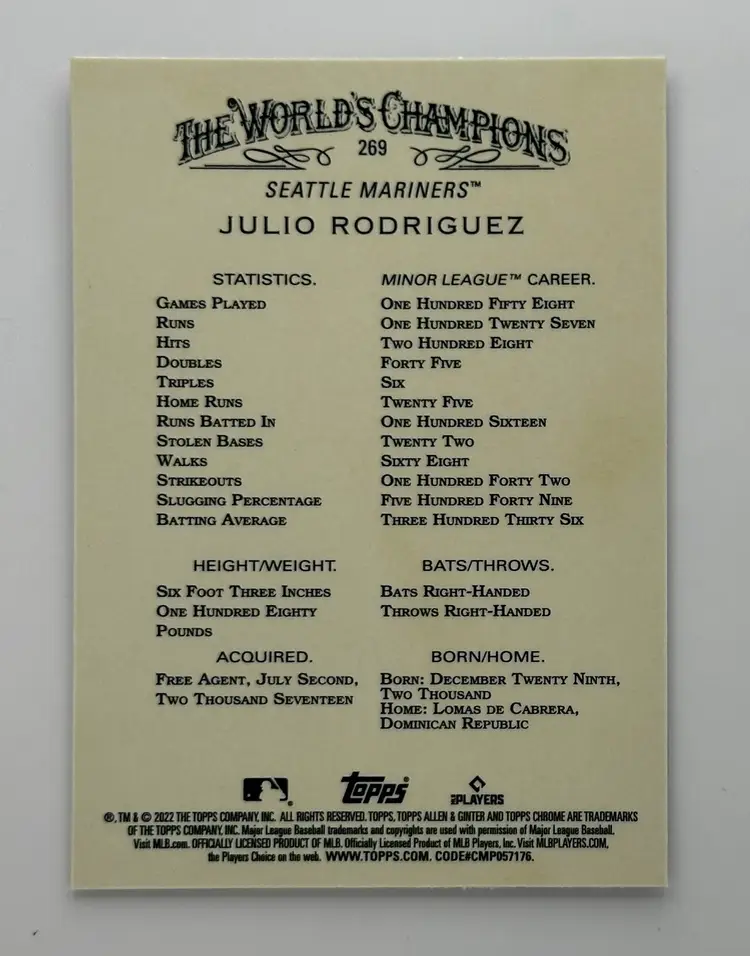 THE WORLD'S CHAMPIONS
269
SEATTLE MARINERS™
JULIO RODRIGUEZ
STATISTICS. MINOR LEAGUE™ CAREER.
GAMES PLAYED ONE HUNDRED FIFTY EIGHT
RUNS ONE HUNDRED TWENTY SEVEN
HITS TWO HUNDRED EIGHT
DOUBLES FORTY FIVE
TRIPLES SIX
HOME RUNS TWENTY FIVE
RUNS BATTED IN ONE HUNDRED SIXTEEN
STOLEN BASES TWENTY TWO
WALKS SIXTY EIGHT
STRIKEOUTS ONE HUNDRED FORTY TWO
SLUGGING PERCENTAGE FIVE HUNDRED FORTY NINE
BATTING AVERAGE THREE HUNDRED THIRTY SIX
HEIGHT/WEIGHT.
SIX FOOT THREE INCHES
ONE HUNDRED EIGHTY
POUNDS
BATS/THROWS.
BATS RIGHT-HANDED
THROWS RIGHT-HANDED
ACQUIRED.
FREE AGENT, JULY SECOND,
TWO THOUSAND SEVENTEEN
BORN/HOME.
BORN: DECEMBER TWENTY NINTH,
TWO THOUSAND
HOME: LOMAS DE CABRERA,
DOMINICAN REPUBLIC
Topps
PLAYERS
®, TM & © 2022 THE TOPPS COMPANY, INC. ALL RIGHTS RESERVED. TOPPS, TOPPS ALLEN & GINTER AND TOPPS CHROME ARE TRADEMARKS
OF THE TOPPS COMPANY, INC. Major League Baseball trademarks and copyrights are used with permission of Major League Baseball.
Visit MLB.com. OFFICIALLY LICENSED PRODUCT OF MLB. Officially Licensed Product of MLB Players, Inc. Visit MLBPLAYERS.COM,
the Players Choice on the web. WWW.TOPPS.COM. CODE#CMP057176.